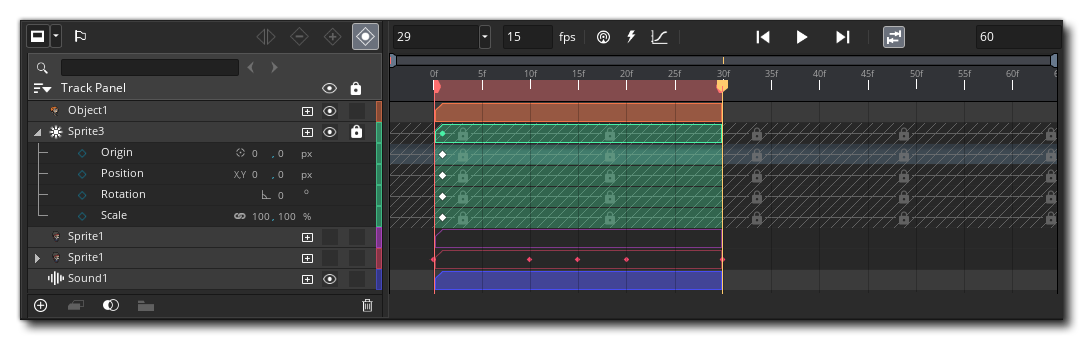 29 15 fps 60
Track Panel
0f 5f 10f 15f 20f 25f 30f 35f 40f 45f 50f 55f 60f
Object1
Sprite3
Origin 0 , 0 px
Position X,Y 0 , 0 px
Rotation 0 °
Scale 100 , 100 %
Sprite1
Sprite1
Sound1